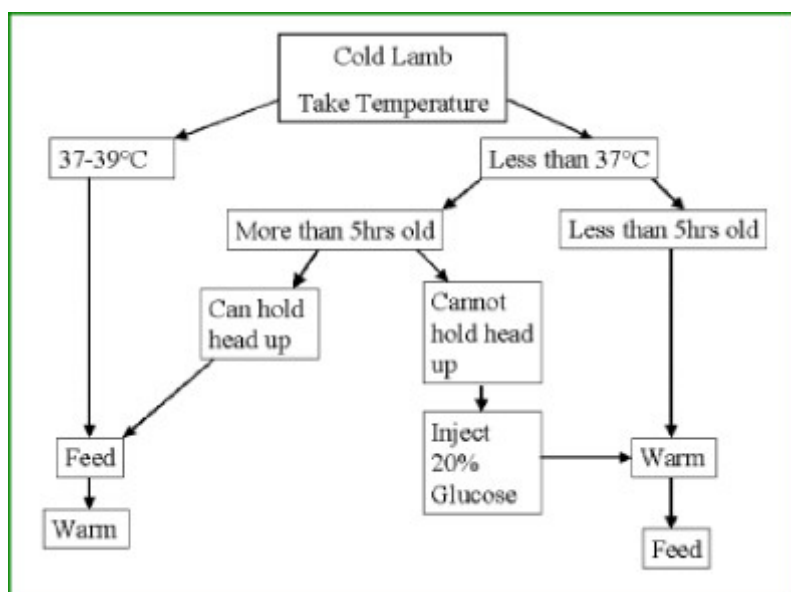 Cold Lamb
Take Temperature
37-39°C
Less than 37°C
More than 5hrs old
Less than 5hrs old
Can hold
head up
Cannot
hold head
up
Inject
20%
Glucose
Feed
Warm
Warm
Feed